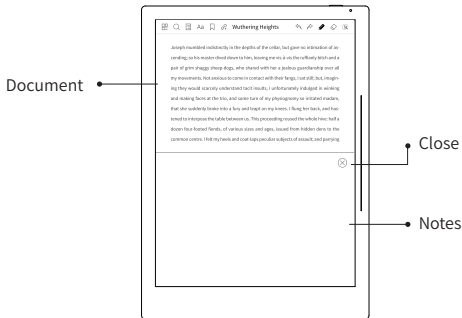 Aa Wuthering Heights
Joseph mumbled indistinctly in the depths of the cellar, but gave no intimation of as-
cending; so his master dived down to him, leaving me vis-à-vis the ruffianly bitch and a
pair of grim shaggy sheep-dogs, who shared with her a jealous guardianship over all
my movements. Not anxious to come in contact with their fangs, I sat still; but, imagin-
ing they would scarcely understand tacit insults, I unfortunately indulged in winking
and making faces at the trio, and some turn of my physiognomy so irritated madam,
that she suddenly broke into a fury and leapt on my knees. I flung her back, and has-
tened to interpose the table between us. This proceeding roused the whole hive: half a
dozen four-footed fiends, of various sizes and ages, issued from hidden dens to the
common centre. I felt my heels and coat-laps peculiar subjects of assault; and parrying
Document
Close
Notes